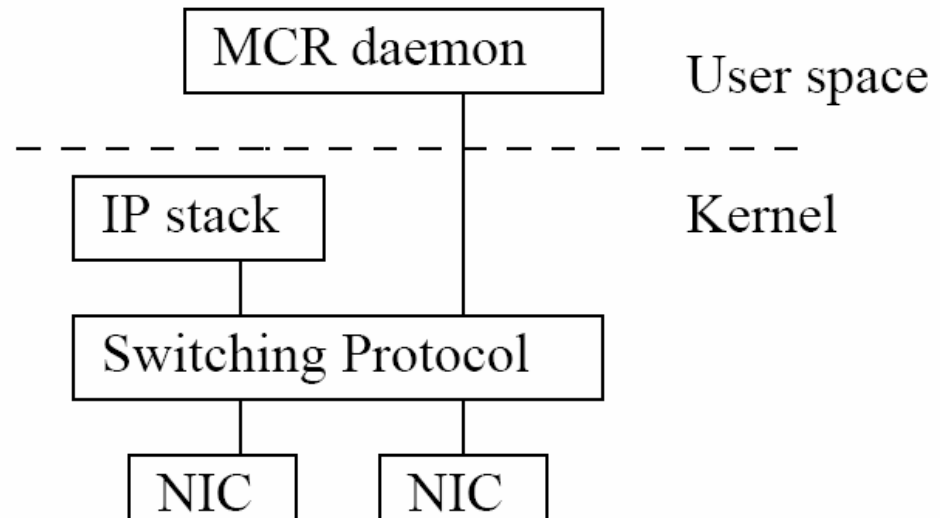 MCR daemon
User space
IP stack
Kernel
Switching Protocol
NIC
NIC